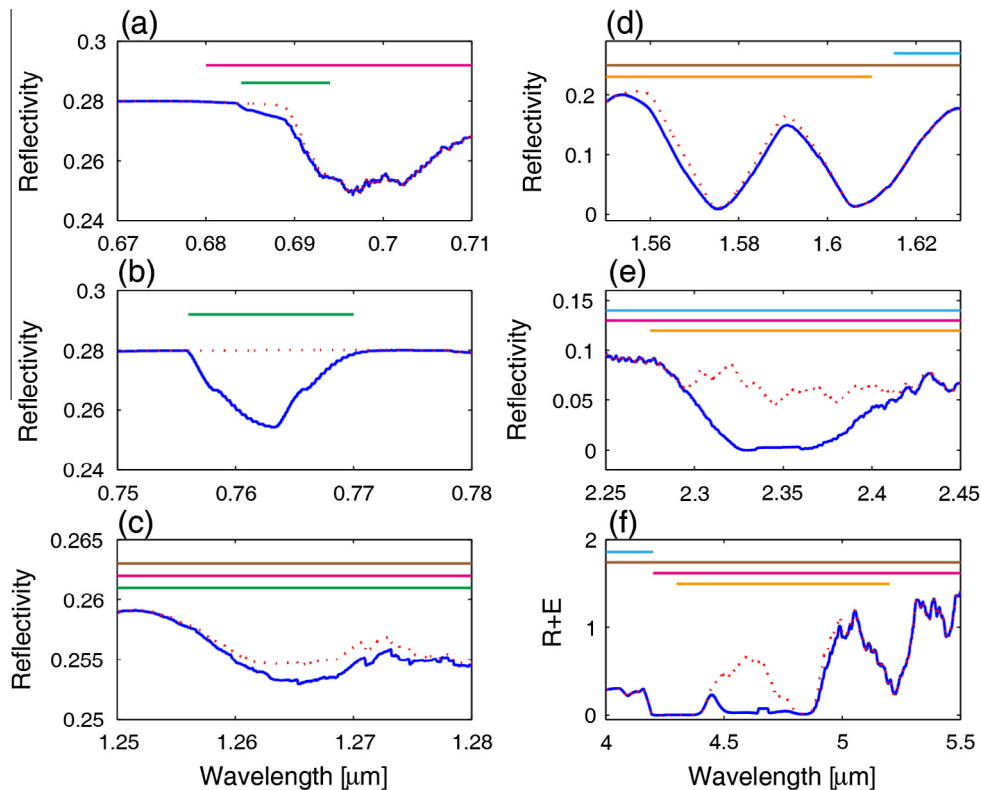 (a)
0.3
0.28
0.26
0.24
Reflectivity
0.67 0.68 0.69 0.7 0.71
(b)
0.3
0.28
0.26
0.24
Reflectivity
0.75 0.76 0.77 0.78
(c)
0.265
0.26
0.255
0.25
Reflectivity
1.25 1.26 1.27 1.28
Wavelength [μm]
(d)
0.2
0.1
0
Reflectivity
1.56 1.58 1.6 1.62
(e)
0.15
0.1
0.05
0
Reflectivity
2.25 2.3 2.35 2.4 2.45
(f)
2
1
0
R+E
4 4.5 5 5.5
Wavelength [μm]